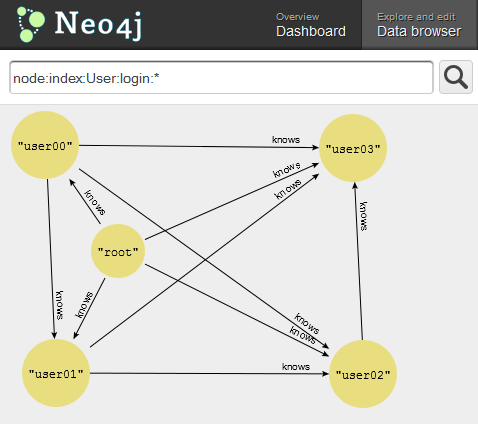 Neo4j
Overview
Dashboard
Explore and edit
Data browser
node:index:User:login:*
"user00"
knows
"user03"
knows
knows
knows
"root"
knows
knows
knows
knows
knows
"user01"
knows
"user02"